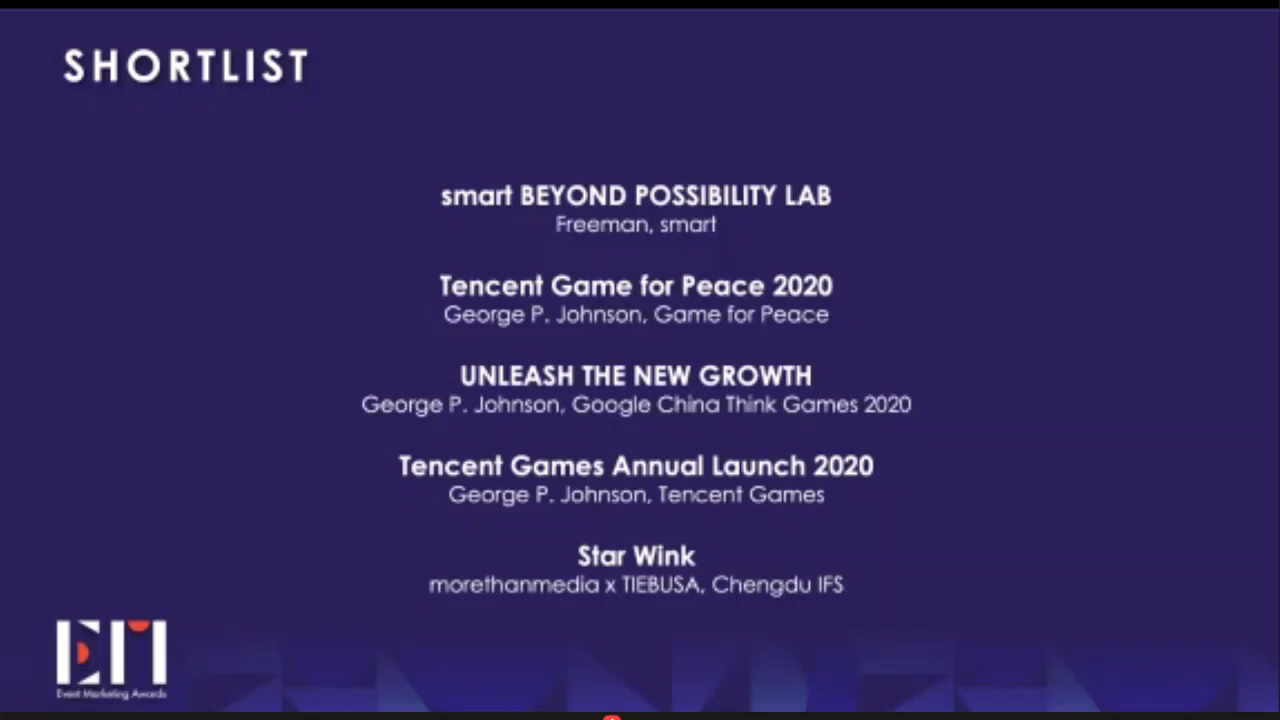 SHORTLIST
smart BEYOND POSSIBILITY LAB
Freeman, smart
Tencent Game for Peace 2020
George P. Johnson, Game for Peace
UNLEASH THE NEW GROWTH
George P. Johnson, Google China Think Games 2020
Tencent Games Annual Launch 2020
George P. Johnson, Tencent Games
Star Wink
morethanmedia x TIEBUSA, Chengdu IFS
EM
Event Marketing Awards